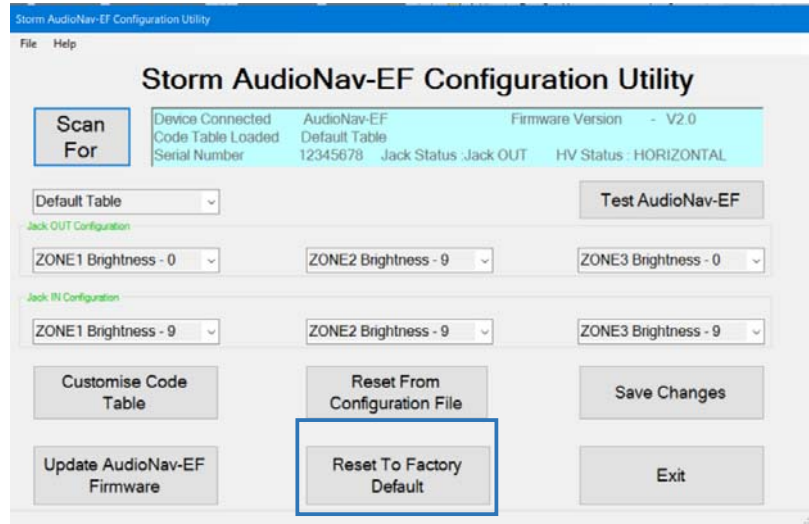 Storm AudioNav-EF Configuration Utility
File Help
Storm AudioNav-EF Configuration Utility
Scan
For
Device Connected AudioNav-EF Firmware Version - V2.0
Code Table Loaded Default Table
Serial Number 12345678 Jack Status :Jack OUT HV Status : HORIZONTAL
Default Table
Test AudioNav-EF
Jack OUT Configuration
ZONE1 Brightness - 0 ZONE2 Brightness - 9 ZONE3 Brightness - 0
Jack IN Configuration
ZONE1 Brightness - 9 ZONE2 Brightness - 9 ZONE3 Brightness - 9
Customise Code
Table
Reset From
Configuration File
Save Changes
Update AudioNav-EF
Firmware
Reset To Factory
Default
Exit